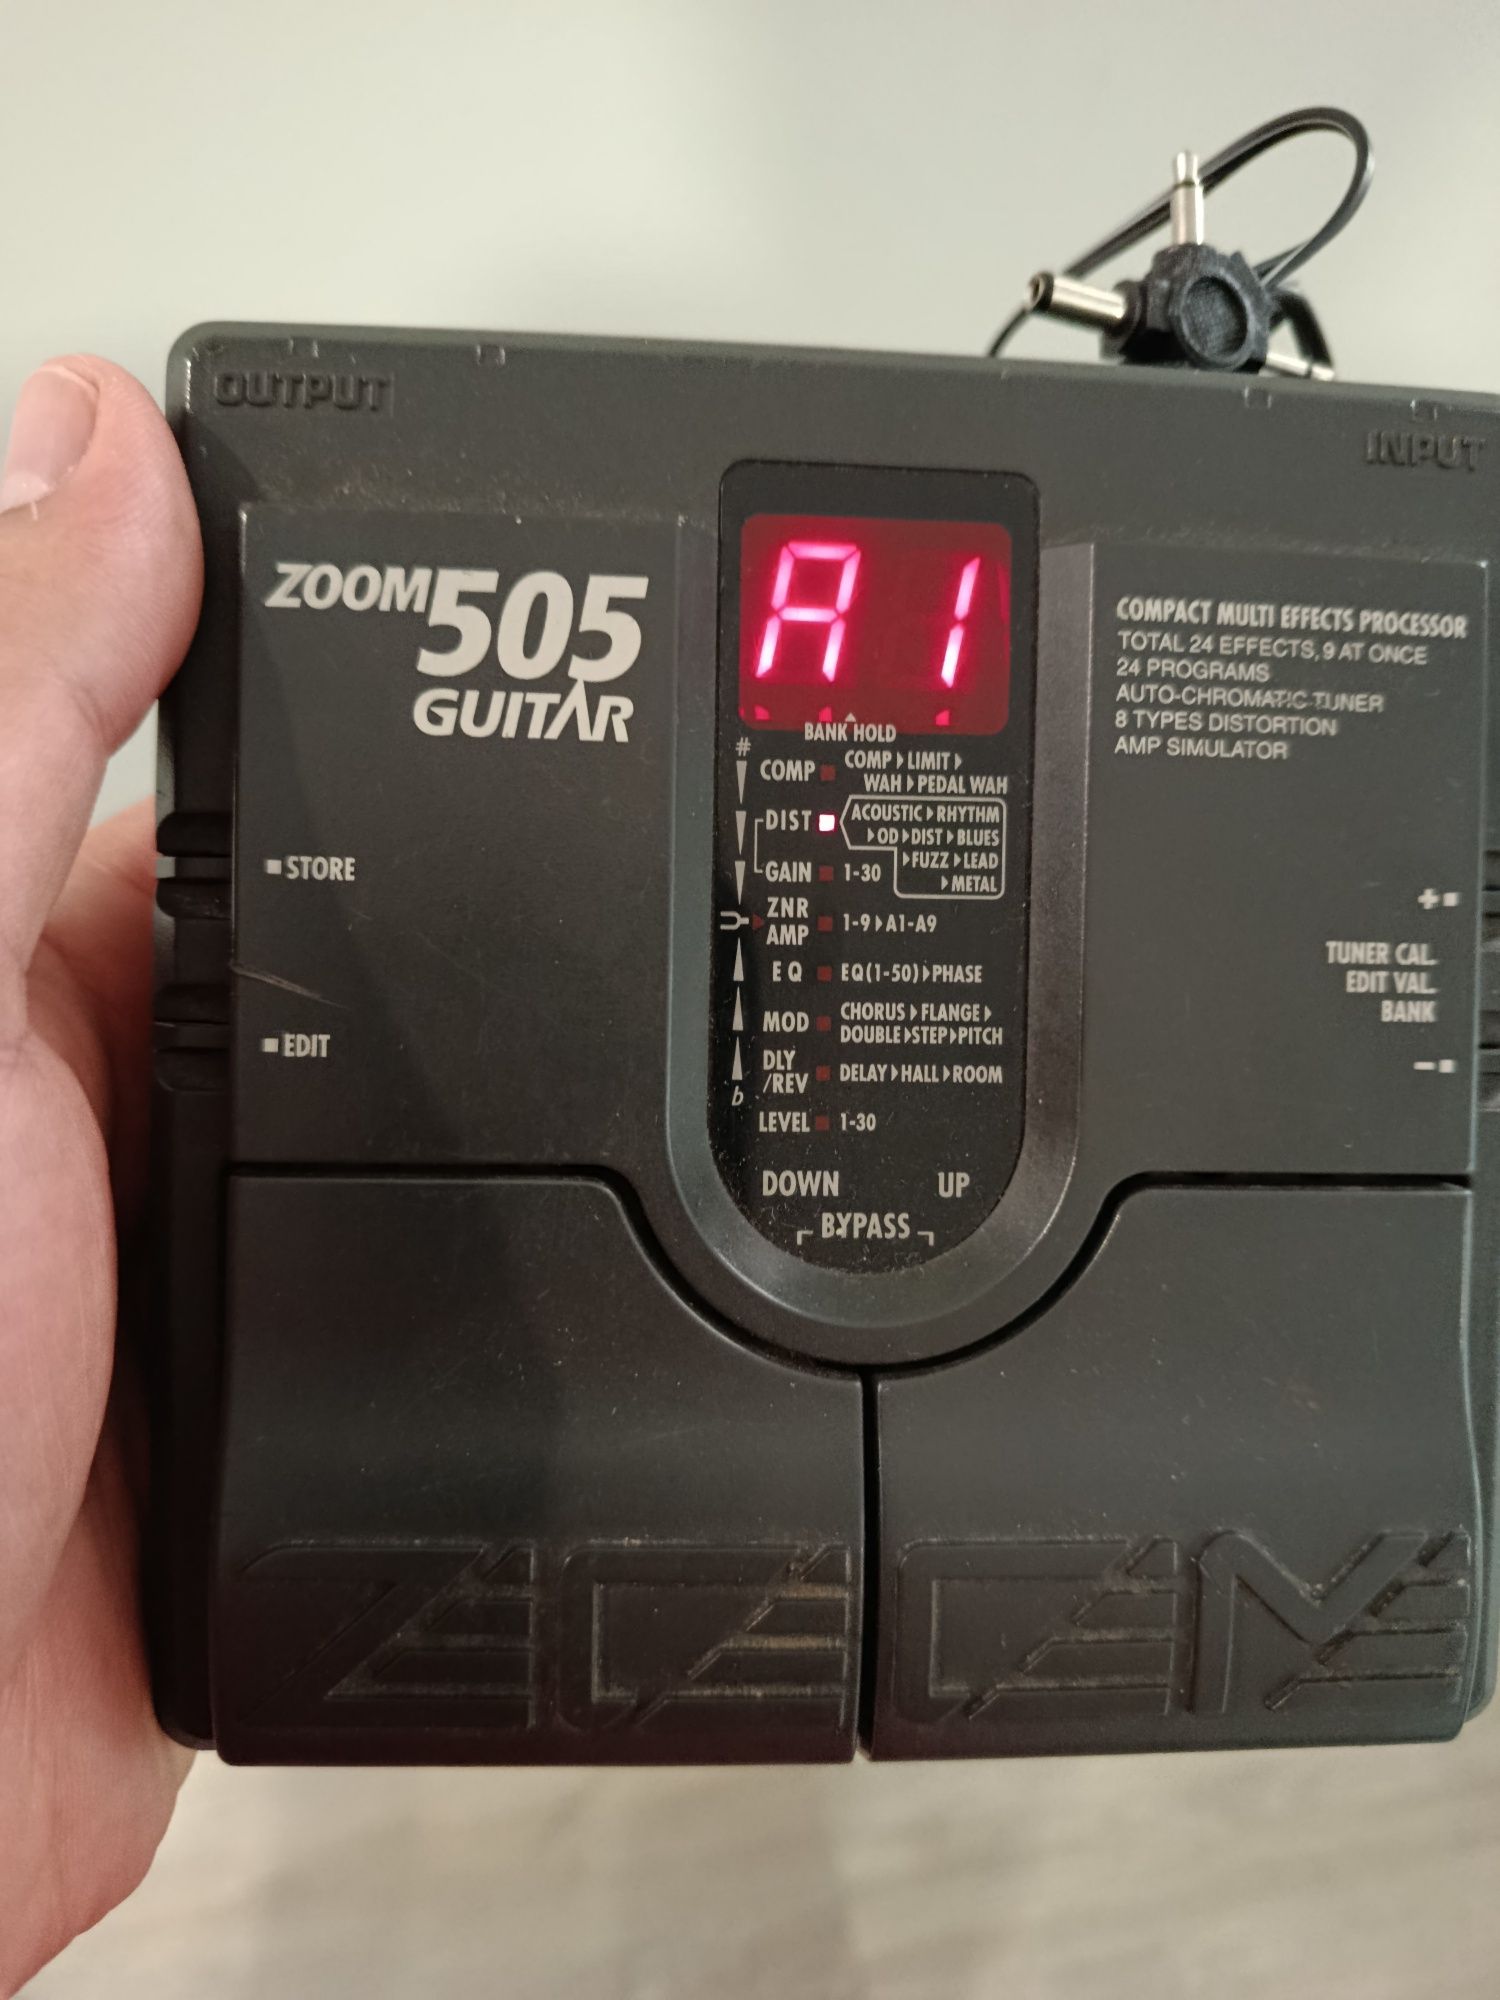 OUTPUT
INPUT
A1
ZOOM 505
GUITAR
COMPACT MULTI EFFECTS PROCESSOR
TOTAL 24 EFFECTS, 9 AT ONCE
24 PROGRAMS
AUTO-CHROMATIC TUNER
8 TYPES DISTORTION
AMP SIMULATOR
BANK HOLD
#
COMP COMP▶LIMIT▶
WAH▶PEDAL WAH
DIST ACOUSTIC▶RHYTHM
▶OD▶DIST▶BLUES
▶FUZZ▶LEAD
▶METAL
GAIN 1-30
ZNR
AMP 1-9▶A1-A9
EQ EQ(1-50)▶PHASE
MOD CHORUS▶FLANGE▶
DOUBLE▶STEP▶PITCH
DLY
/REV DELAY▶HALL▶ROOM
b
LEVEL 1-30
DOWN UP
BYPASS
STORE
EDIT
+
TUNER CAL.
EDIT VAL.
BANK
-
ZOOM